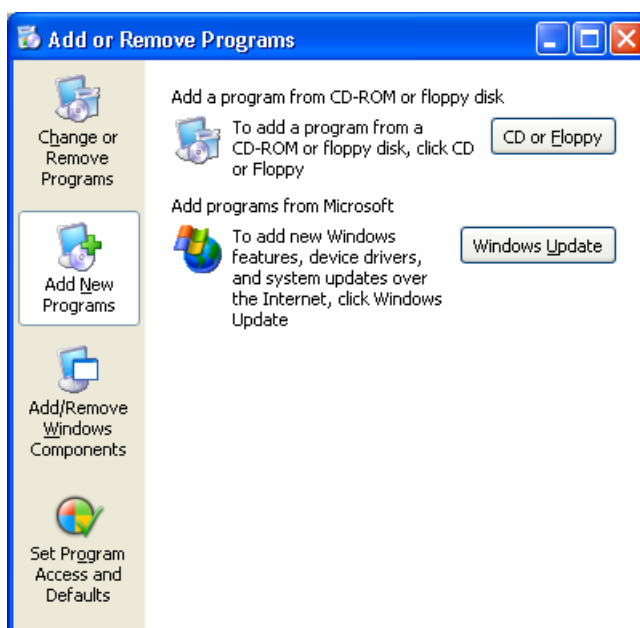 Add or Remove Programs
Change or
Remove
Programs
Add New
Programs
Add/Remove
Windows
Components
Set Program
Access and
Defaults
Add a program from CD-ROM or floppy disk
To add a program from a
CD-ROM or floppy disk, click CD
or Floppy
CD or Floppy
Add programs from Microsoft
To add new Windows
features, device drivers,
and system updates over
the Internet, click Windows
Update
Windows Update